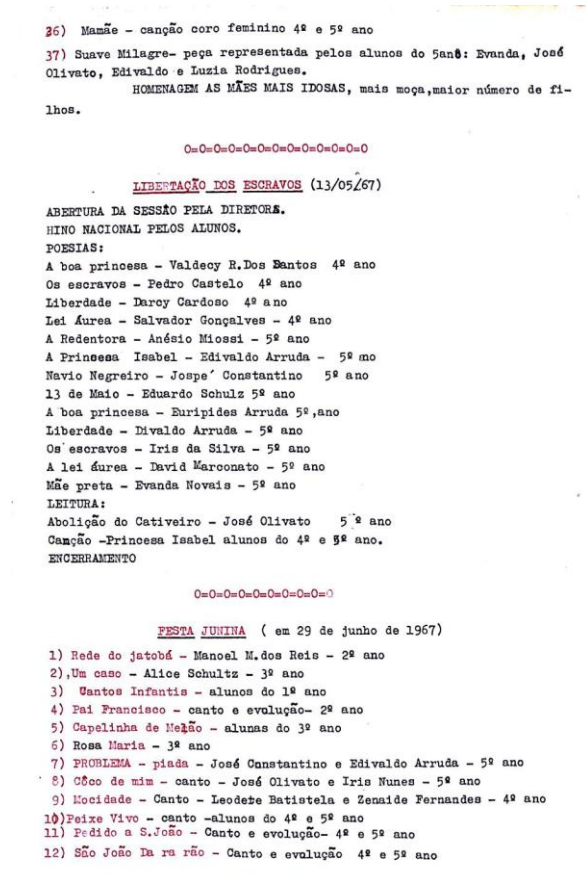 36) Mamãe - canção coro feminino 4º e 5º ano
37) Suave Milagre- peça representada pelos alunos do 5anº: Evanda, José
Olivato, Edivaldo e Luzia Rodrigues.
HOMENAGEM AS MÃES MAIS IDOSAS, mais moça,maior número de fi-
lhos.
O=O=O=O=O=O=O=O=O=O=O=O=O
LIBERTAÇÃO DOS ESCRAVOS (13/05/67)
ABERTURA DA SESSÃO PELA DIRETORA.
HINO NACIONAL PELOS ALUNOS.
POESIAS:
A boa princesa - Valdecy R.Dos Santos 4º ano
Os escravos - Pedro Castelo 4º ano
Liberdade - Darcy Cardoso 4º ano
Lei Áurea - Salvador Gonçalves - 4º ano
A Redentora - Anésio Miossi - 5º ano
A Princesa Isabel - Edivaldo Arruda - 5º mo
Navio Negreiro - Jospe´ Constantino 5º ano
13 de Maio - Eduardo Schulz 5º ano
A boa princesa - Euripides Arruda 5º,ano
Liberdade - Divaldo Arruda - 5º ano
Os escravos - Iris da Silva - 5º ano
A lei áurea - David Marconato - 5º ano
Mãe preta - Evanda Novais - 5º ano
LEITURA:
Abolição do Cativeiro - José Olivato 5 º ano
Canção -Princesa Isabel alunos do 4º e 5º ano.
ENCERRAMENTO
O=O=O=O=O=O=O=O=O=O
FESTA JUNINA ( em 29 de junho de 1967)
1) Rede do jatobá - Manoel M.dos Reis - 2º ano
2),Um caso - Alice Schultz - 3º ano
3) Cantos Infantis - alunos do 1º ano
4) Pai Francisco - canto e evolução- 2º ano
5) Capelinha de Melão - alunas do 3º ano
6) Rosa Maria - 3º ano
7) PROBLEMA - piada - José Constantino e Edivaldo Arruda - 5º ano
8) Côco de mim - canto - José Olivato e Iris Nunes - 5º ano
9) Mocidade - Canto - Leodete Batistela e Zenaide Fernandes - 4º ano
10)Peixe Vivo - canto -alunos do 4º e 5º ano
11) Pedido a S.João - Canto e evolução- 4º e 5º ano
12) São João Da ra rão - Canto e evolução 4º e 5º ano